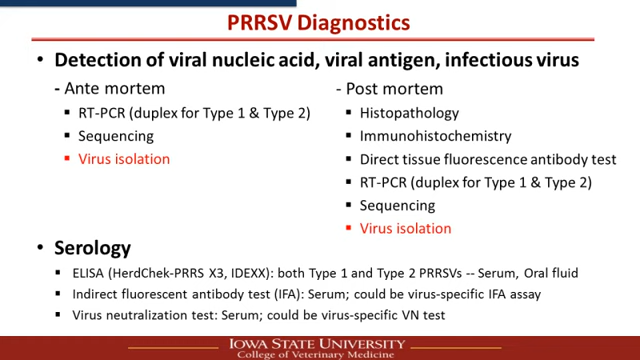 PRRSV Diagnostics
• Detection of viral nucleic acid, viral antigen, infectious virus
- Ante mortem
▪ RT-PCR (duplex for Type 1 & Type 2)
▪ Sequencing
▪ Virus isolation
- Post mortem
▪ Histopathology
▪ Immunohistochemistry
▪ Direct tissue fluorescence antibody test
▪ RT-PCR (duplex for Type 1 & Type 2)
▪ Sequencing
▪ Virus isolation
• Serology
▪ ELISA (HerdChek-PRRS X3, IDEXX): both Type 1 and Type 2 PRRSVs -- Serum, Oral fluid
▪ Indirect fluorescent antibody test (IFA): Serum; could be virus-specific IFA assay
▪ Virus neutralization test: Serum; could be virus-specific VN test
IOWA STATE UNIVERSITY
College of Veterinary Medicine